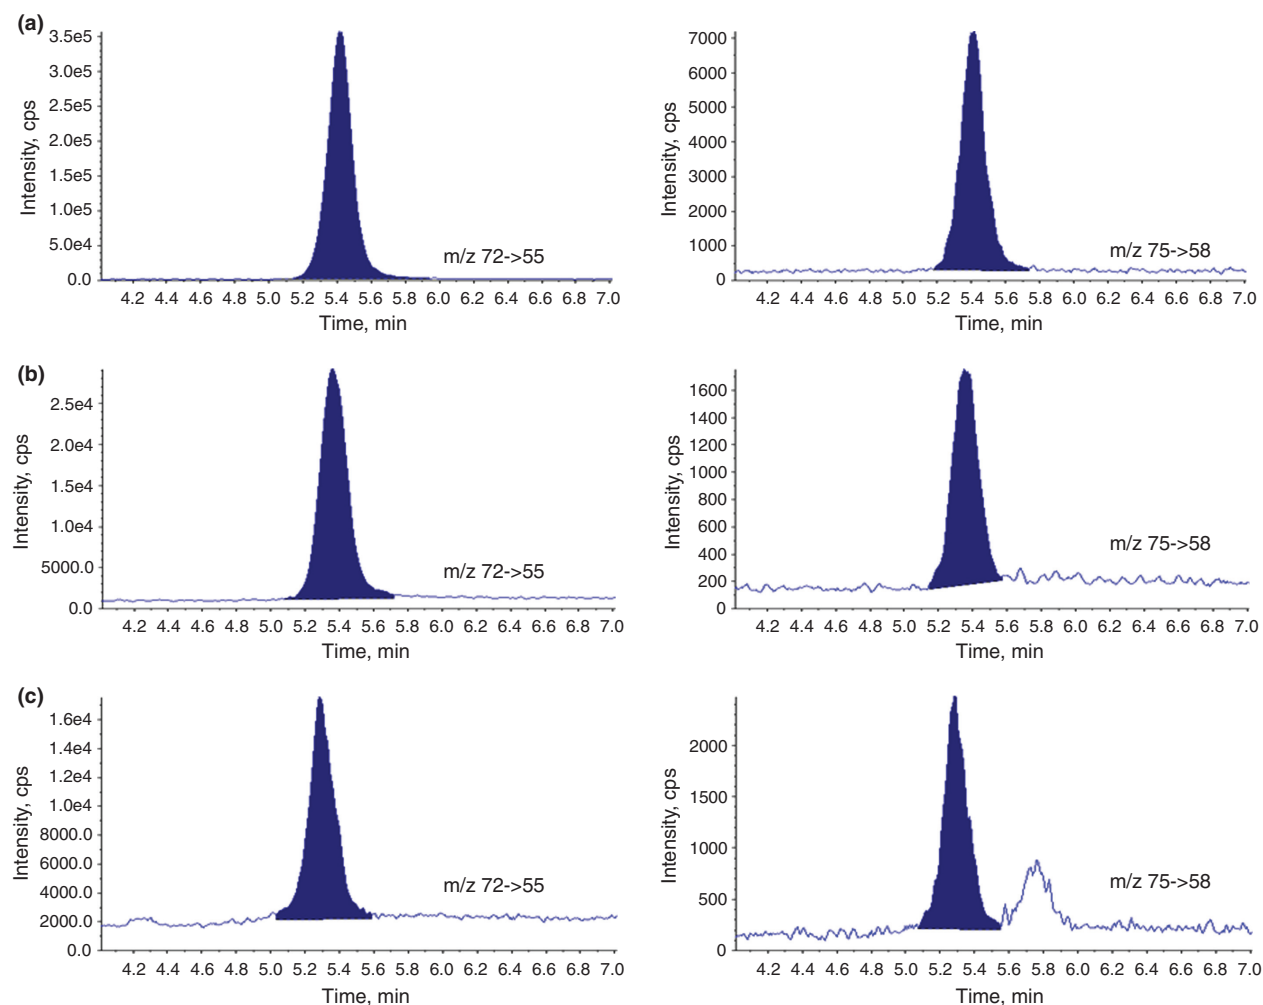 (a)
3.5e5
3.0e5
2.5e5
2.0e5
1.5e5
1.0e5
5.0e4
0.0
Intensity, cps
m/z 72->55
4.2 4.4 4.6 4.8 5.0 5.2 5.4 5.6 5.8 6.0 6.2 6.4 6.6 6.8 7.0
Time, min
7000
6000
5000
4000
3000
2000
1000
0
Intensity, cps
m/z 75->58
4.2 4.4 4.6 4.8 5.0 5.2 5.4 5.6 5.8 6.0 6.2 6.4 6.6 6.8 7.0
Time, min
(b)
2.5e4
2.0e4
1.5e4
1.0e4
5000.0
0.0
Intensity, cps
m/z 72->55
4.2 4.4 4.6 4.8 5.0 5.2 5.4 5.6 5.8 6.0 6.2 6.4 6.6 6.8 7.0
Time, min
1600
1400
1200
1000
800
600
400
200
0
Intensity, cps
m/z 75->58
4.2 4.4 4.6 4.8 5.0 5.2 5.4 5.6 5.8 6.0 6.2 6.4 6.6 6.8 7.0
Time, min
(c)
1.6e4
1.4e4
1.2e4
1.0e4
8000.0
6000.0
4000.0
2000.0
0.0
Intensity, cps
m/z 72->55
4.2 4.4 4.6 4.8 5.0 5.2 5.4 5.6 5.8 6.0 6.2 6.4 6.6 6.8 7.0
Time, min
2000
1500
1000
500
0
Intensity, cps
m/z 75->58
4.2 4.4 4.6 4.8 5.0 5.2 5.4 5.6 5.8 6.0 6.2 6.4 6.6 6.8 7.0
Time, min